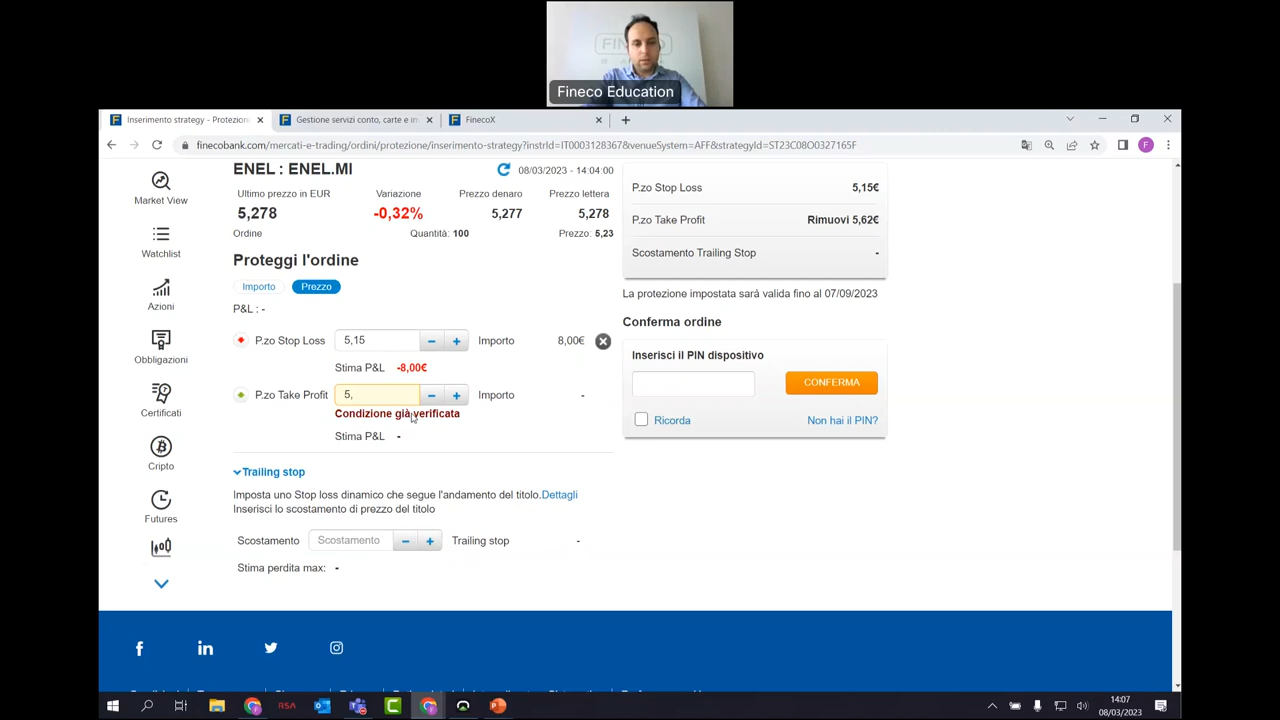 FINECO
BANK
Fineco Education
Inserimento strategy - Protezion
Gestione servizi conto, carte e in
FinecoX
finecobank.com/mercati-e-trading/ordini/protezione/inserimento-strategy?instrId=IT0003128367&venueSystem=AFF&strategyId=ST23C08O0327165F
F
Market View
Watchlist
Azioni
Obbligazioni
Certificati
Cripto
Futures
ENEL : ENEL.MI
08/03/2023 - 14:04:00
Ultimo prezzo in EUR Variazione Prezzo denaro Prezzo lettera
5,278 -0,32% 5,277 5,278
Ordine Quantità: 100 Prezzo: 5,23
Proteggi l'ordine
Importo Prezzo
P&L : -
P.zo Stop Loss 5,15 - + Importo 8,00€
Stima P&L -8,00€
P.zo Take Profit 5, - + Importo -
Condizione già verificata
Stima P&L -
Trailing stop
Imposta uno Stop loss dinamico che segue l'andamento del titolo.Dettagli
Inserisci lo scostamento di prezzo del titolo
Scostamento Scostamento - + Trailing stop -
Stima perdita max: -
P.zo Stop Loss 5,15€
P.zo Take Profit Rimuovi 5,62€
Scostamento Trailing Stop -
La protezione impostata sarà valida fino al 07/09/2023
Conferma ordine
Inserisci il PIN dispositivo
CONFERMA
Ricorda Non hai il PIN?
RSA
14:07
08/03/2023